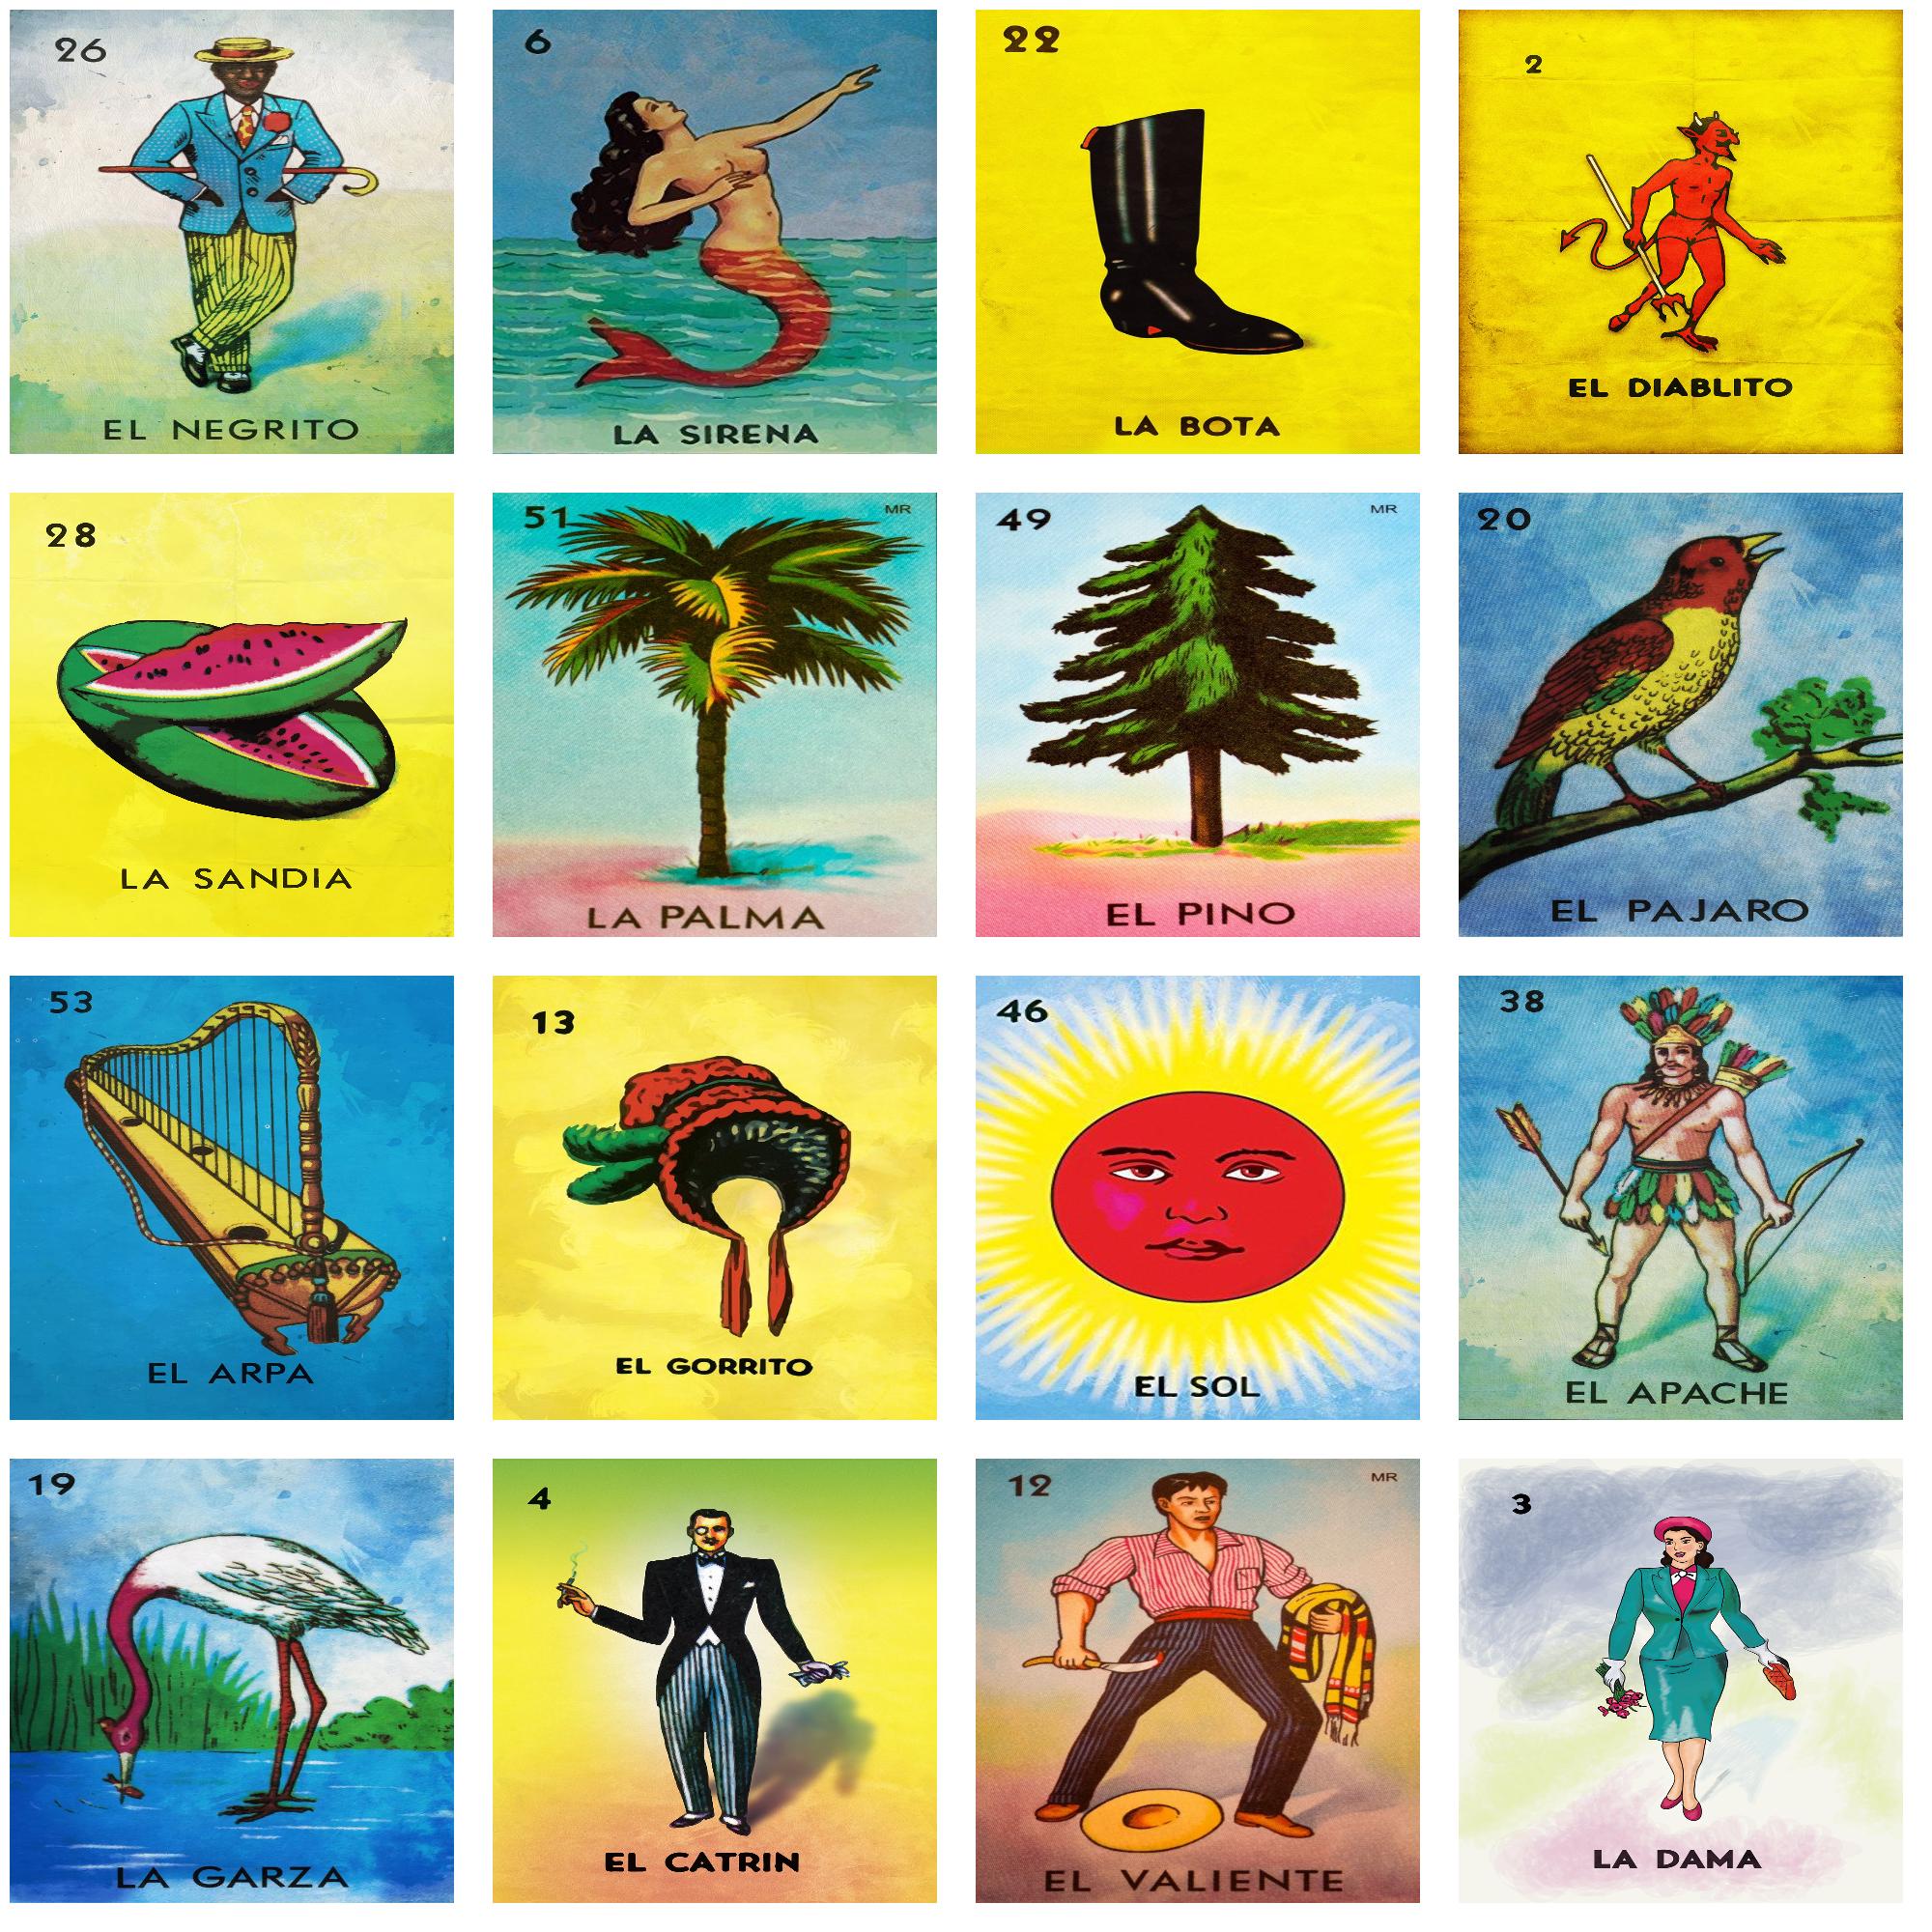 26
EL NEGRITO
6
LA SIRENA
22
LA BOTA
2
EL DIABLITO
28
LA SANDIA
51
MR
LA PALMA
49
MR
EL PINO
20
EL PAJARO
53
EL ARPA
13
EL GORRITO
46
EL SOL
38
EL APACHE
19
LA GARZA
4
EL CATRIN
12
MR
EL VALIENTE
3
LA DAMA